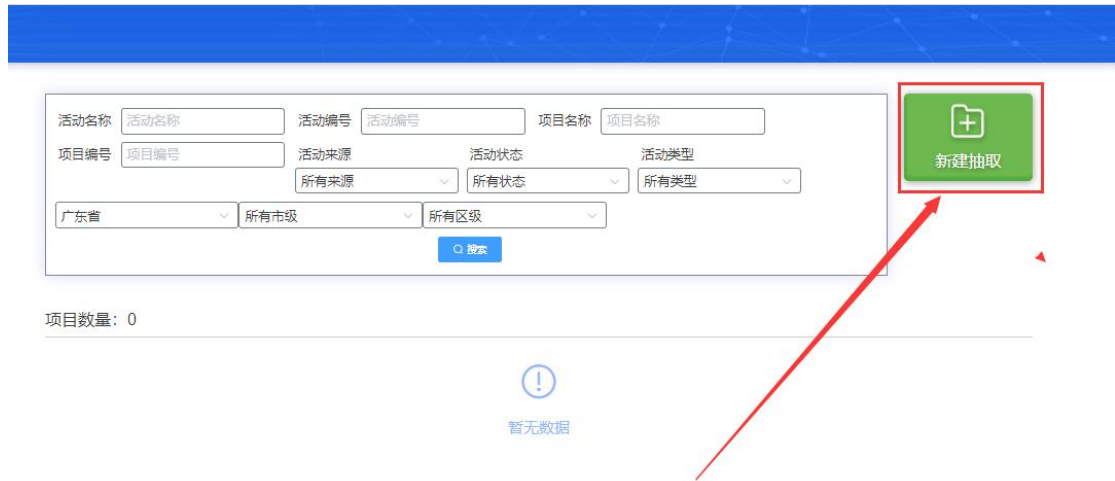 活动名称 活动名称 活动编号 活动编号 项目名称 项目名称
新建抽取
项目编号 项目编号 活动来源 活动状态 活动类型
所有来源 所有状态 所有类型
广东省 所有市级 所有区级
搜索
项目数量：0
暂无数据